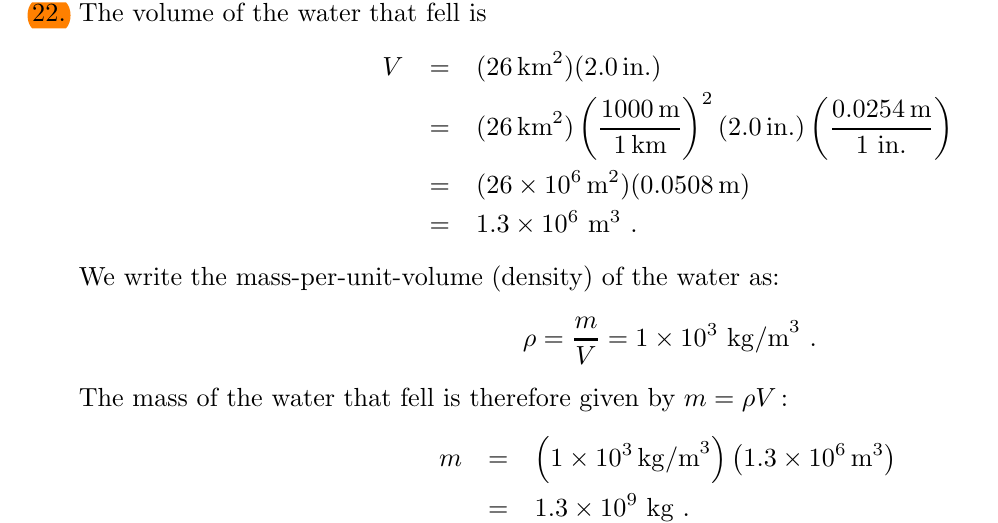 22. The volume of the water that fell is
V = (26 km²)(2.0 in.)
= (26 km²) (1000 m / 1 km)² (2.0 in.) (0.0254 m / 1 in.)
= (26 × 10⁶ m²)(0.0508 m)
= 1.3 × 10⁶ m³ .
We write the mass-per-unit-volume (density) of the water as:
ρ = m / V = 1 × 10³ kg/m³ .
The mass of the water that fell is therefore given by m = ρV :
m = (1 × 10³ kg/m³) (1.3 × 10⁶ m³)
= 1.3 × 10⁹ kg .